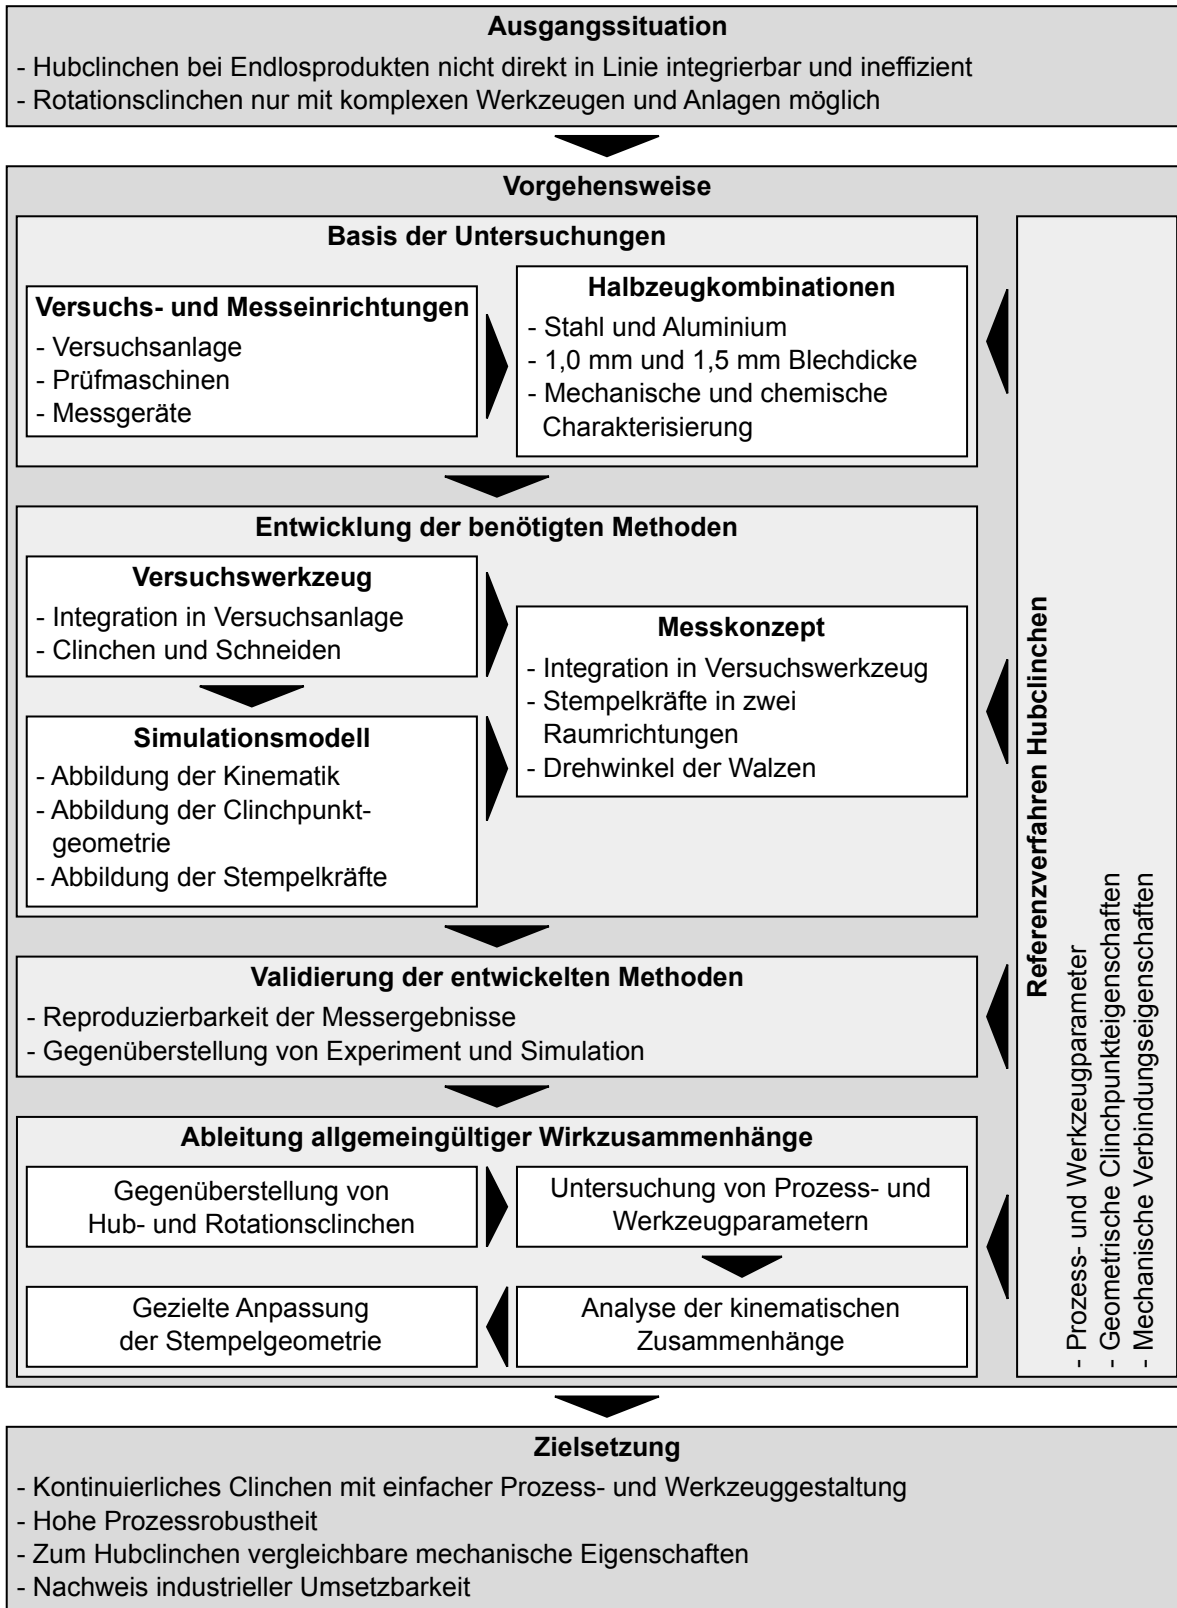 Ausgangssituation
- Hubclinchen bei Endlosprodukten nicht direkt in Linie integrierbar und ineffizient
- Rotationsclinchen nur mit komplexen Werkzeugen und Anlagen möglich
Vorgehensweise
Basis der Untersuchungen
Versuchs- und Messeinrichtungen
- Versuchsanlage
- Prüfmaschinen
- Messgeräte
Halbzeugkombinationen
- Stahl und Aluminium
- 1,0 mm und 1,5 mm Blechdicke
- Mechanische und chemische
Charakterisierung
Entwicklung der benötigten Methoden
Versuchswerkzeug
- Integration in Versuchsanlage
- Clinchen und Schneiden
Simulationsmodell
- Abbildung der Kinematik
- Abbildung der Clinchpunkt-
geometrie
- Abbildung der Stempelkräfte
Messkonzept
- Integration in Versuchswerkzeug
- Stempelkräfte in zwei
Raumrichtungen
- Drehwinkel der Walzen
Validierung der entwickelten Methoden
- Reproduzierbarkeit der Messergebnisse
- Gegenüberstellung von Experiment und Simulation
Ableitung allgemeingültiger Wirkzusammenhänge
Gegenüberstellung von
Hub- und Rotationsclinchen
Untersuchung von Prozess- und
Werkzeugparametern
Analyse der kinematischen
Zusammenhänge
Gezielte Anpassung
der Stempelgeometrie
Referenzverfahren Hubclinchen
- Prozess- und Werkzeugparameter
- Geometrische Clinchpunkteigenschaften
- Mechanische Verbindungseigenschaften
Zielsetzung
- Kontinuierliches Clinchen mit einfacher Prozess- und Werkzeuggestaltung
- Hohe Prozessrobustheit
- Zum Hubclinchen vergleichbare mechanische Eigenschaften
- Nachweis industrieller Umsetzbarkeit